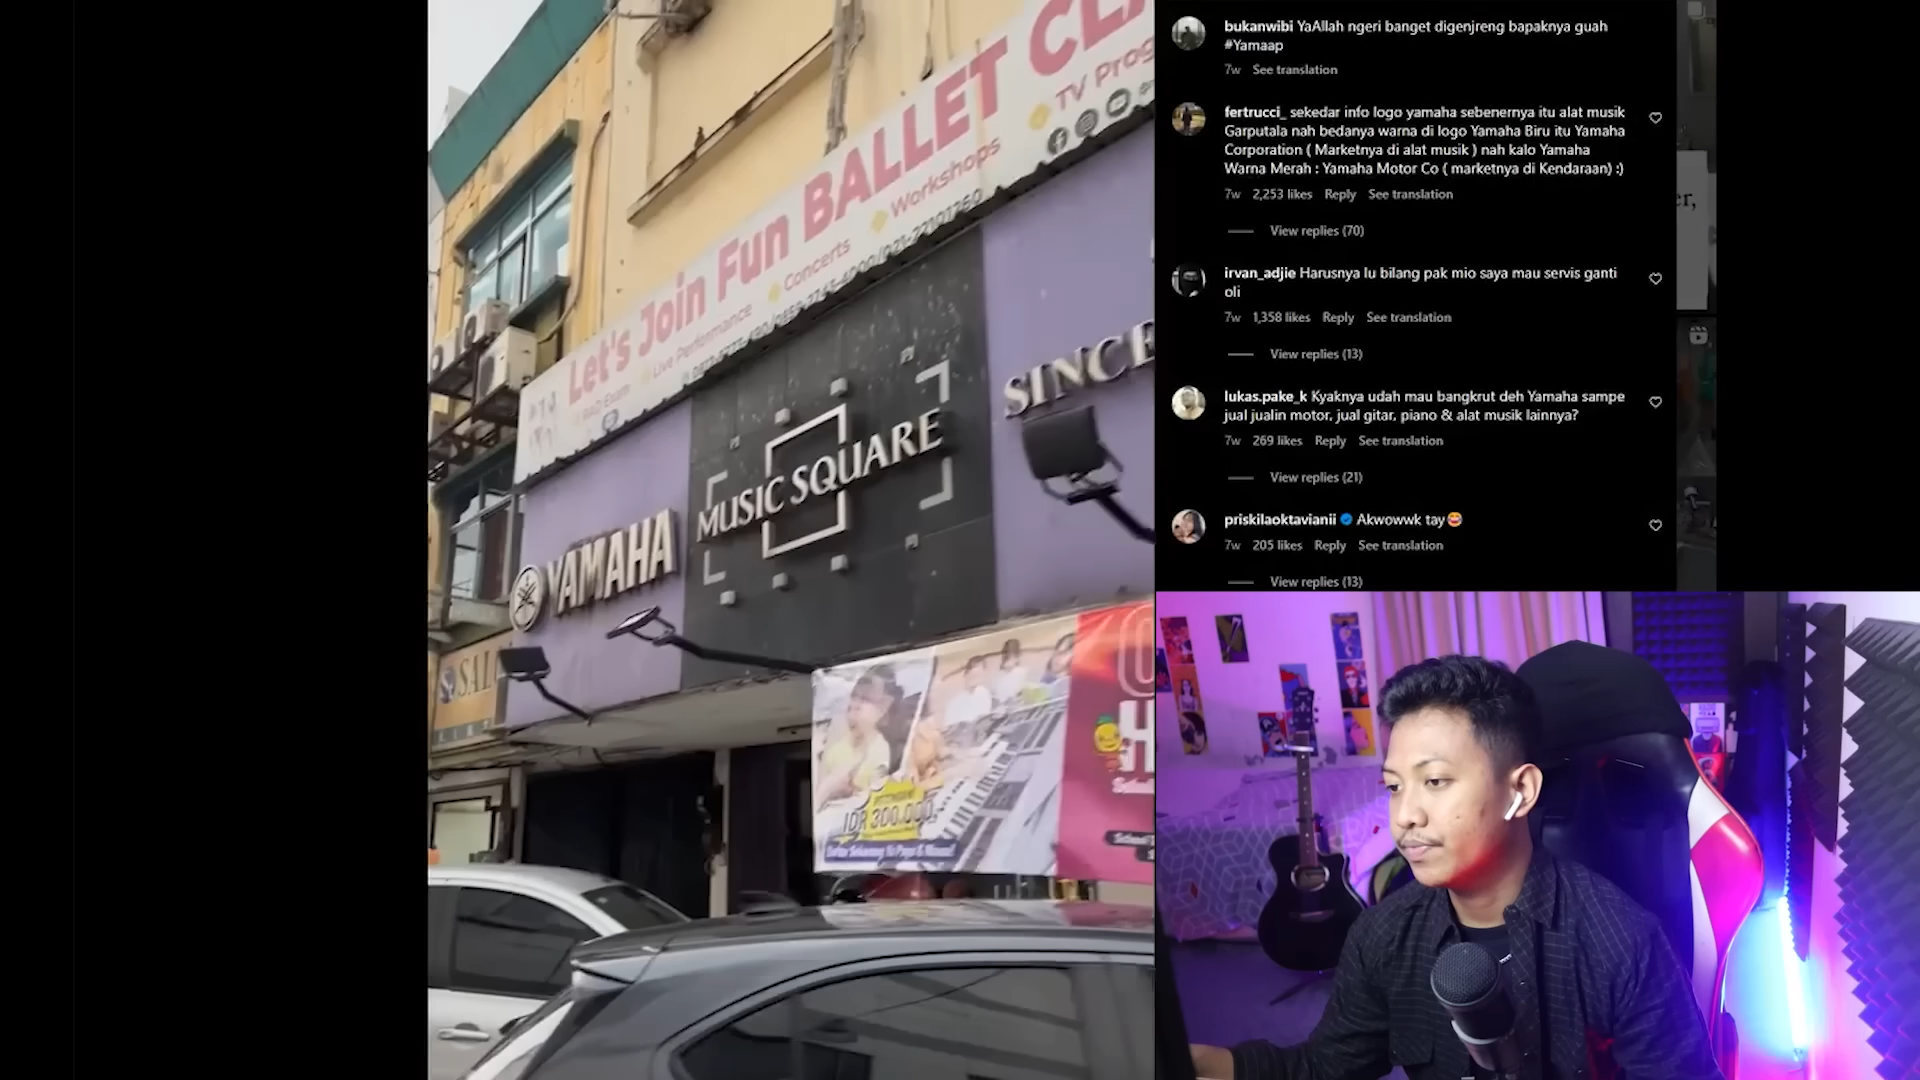 Let's Join Fun BALLET CLA
RAD Exam
Live Performance
Concerts
Workshops
TV Prog
YAMAHA
MUSIC SQUARE
SINCE
SAL
IDR 300.000,
bukanwibi YaAllah ngeri banget digenjreng bapaknya guah
#Yamaap
7w See translation
fertrucci_ sekedar info logo yamaha sebenernya itu alat musik
Garputala nah bedanya warna di logo Yamaha Biru itu Yamaha
Corporation ( Marketnya di alat musik ) nah kalo Yamaha
Warna Merah : Yamaha Motor Co ( marketnya di Kendaraan) :)
7w 2,253 likes Reply See translation
View replies (70)
irvan_adjie Harusnya lu bilang pak mio saya mau servis ganti
oli
7w 1,358 likes Reply See translation
View replies (13)
lukas.pake_k Kyaknya udah mau bangkrut deh Yamaha sampe
jual jualin motor, jual gitar, piano & alat musik lainnya?
7w 269 likes Reply See translation
View replies (21)
priskilaoktavianii Akwowwk tay😂
7w 205 likes Reply See translation
View replies (13)
er,